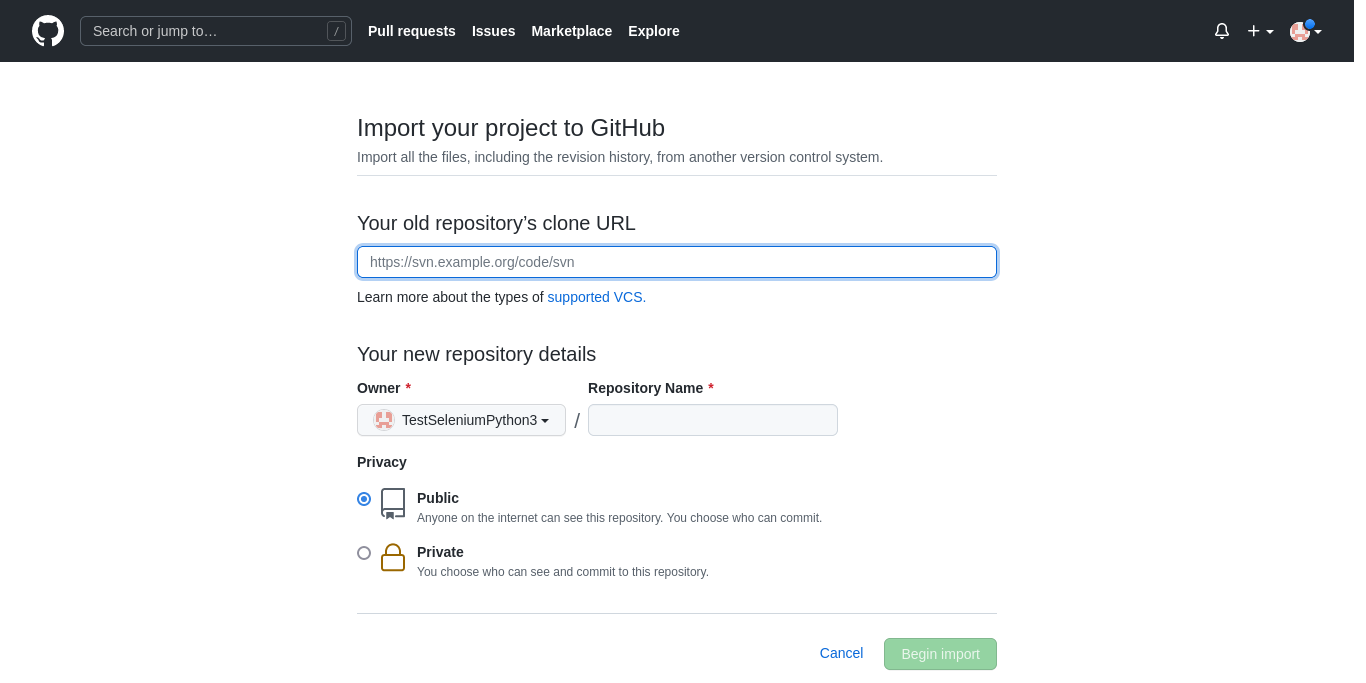 Search or jump to… /
Pull requests Issues Marketplace Explore
Import your project to GitHub
Import all the files, including the revision history, from another version control system.
Your old repository’s clone URL
https://svn.example.org/code/svn
Learn more about the types of supported VCS.
Your new repository details
Owner * Repository Name *
TestSeleniumPython3 /
Privacy
Public
Anyone on the internet can see this repository. You choose who can commit.
Private
You choose who can see and commit to this repository.
Cancel Begin import